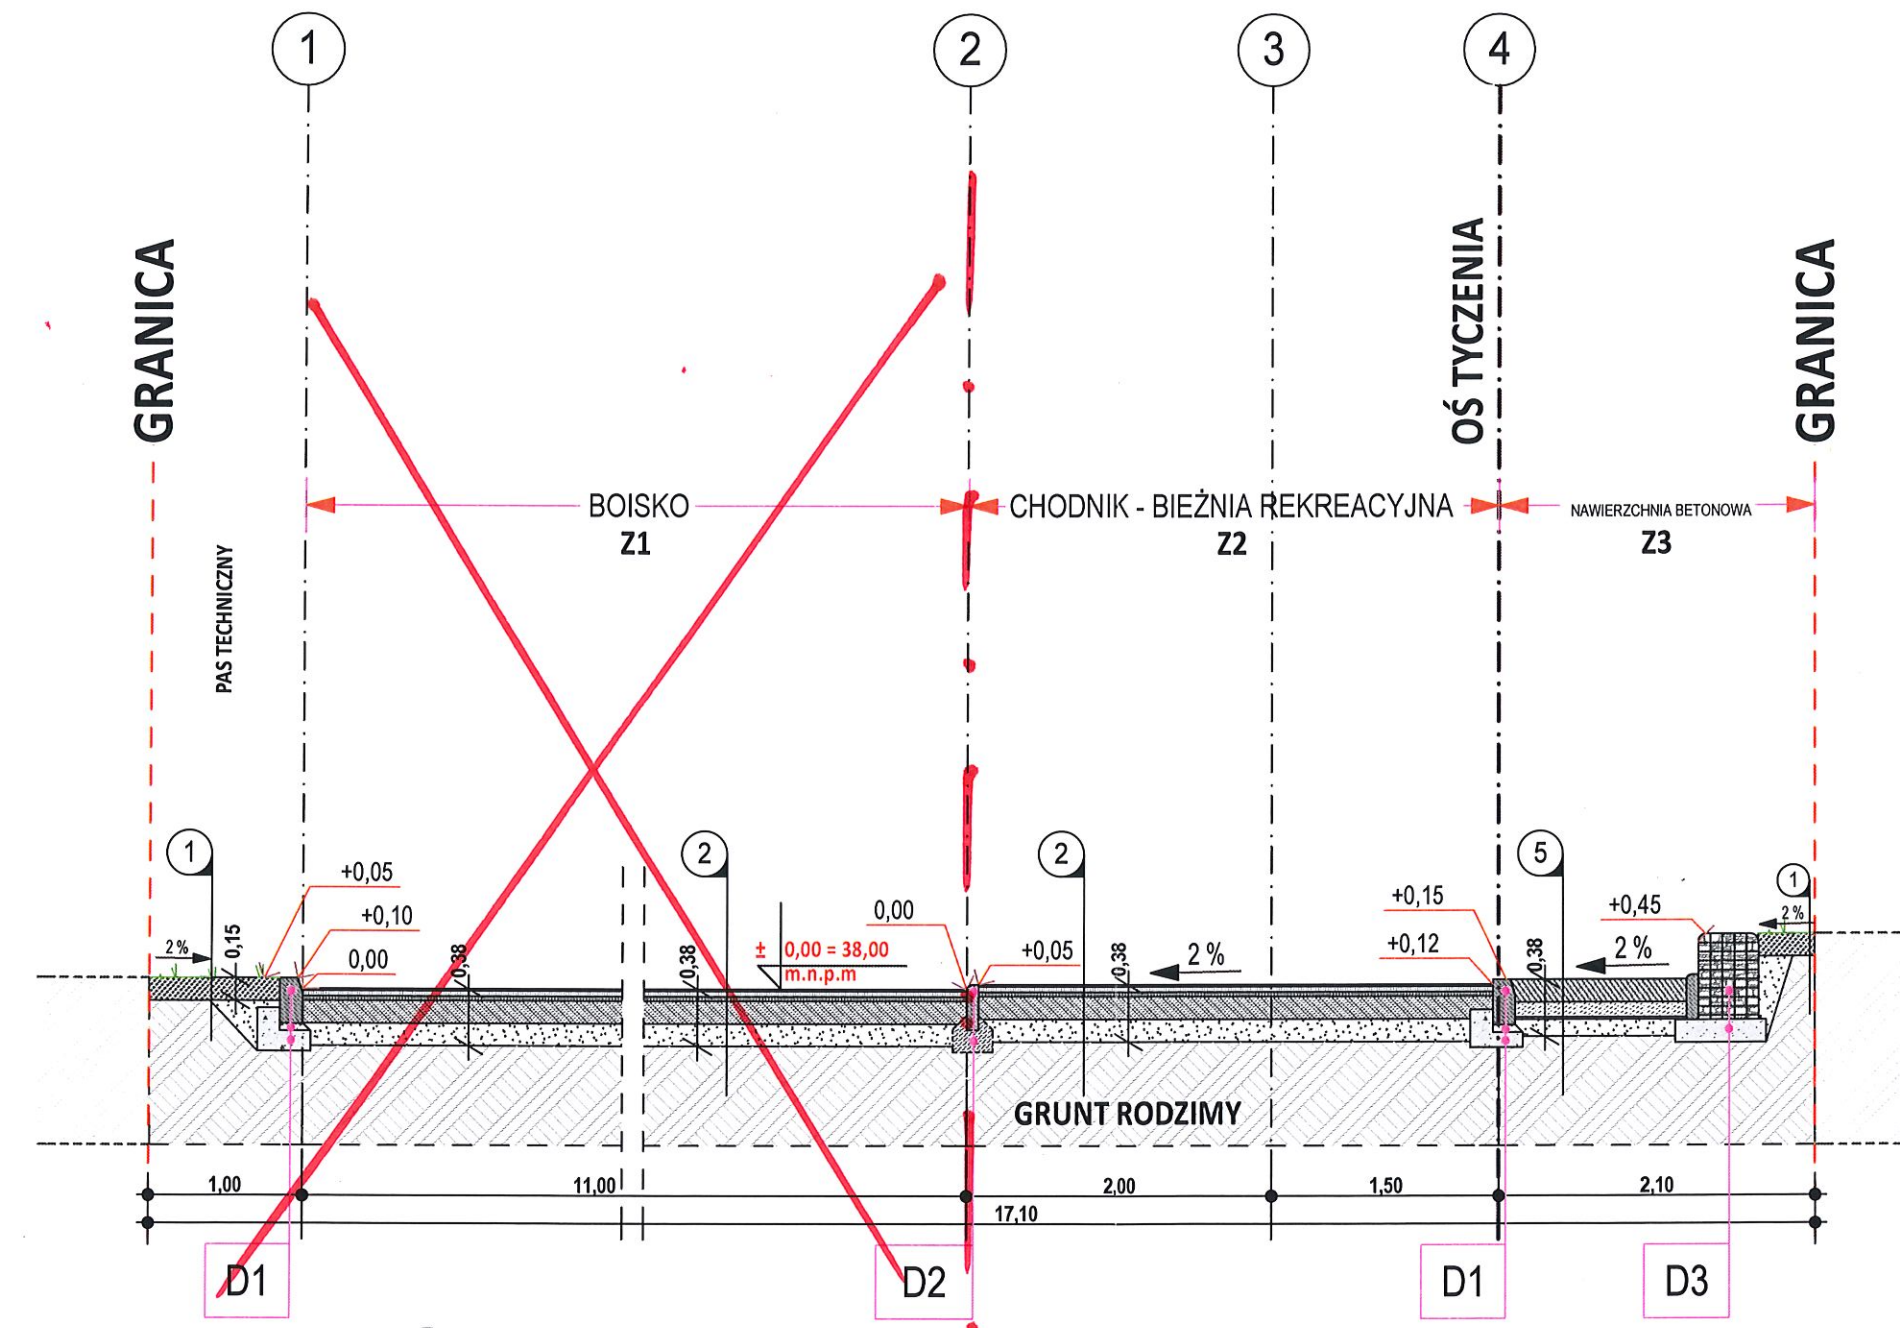 1
2
3
4
GRANICA
OŚ TYCZENIA
GRANICA
BOISKO
Z1
CHODNIK - BIEŻNIA REKREACYJNA
Z2
NAWIERZCHNIA BETONOWA
Z3
PAS TECHNICZNY
1
2
2
5
1
+0,05
+0,10
0,00
2 %
0,15
0,38
0,38
± 0,00 = 38,00
m.n.p.m
0,00
+0,05
0,38
2 %
+0,15
+0,12
0,38
2 %
+0,45
2 %
GRUNT RODZIMY
1,00
11,00
2,00
1,50
2,10
17,10
D1
D2
D1
D3